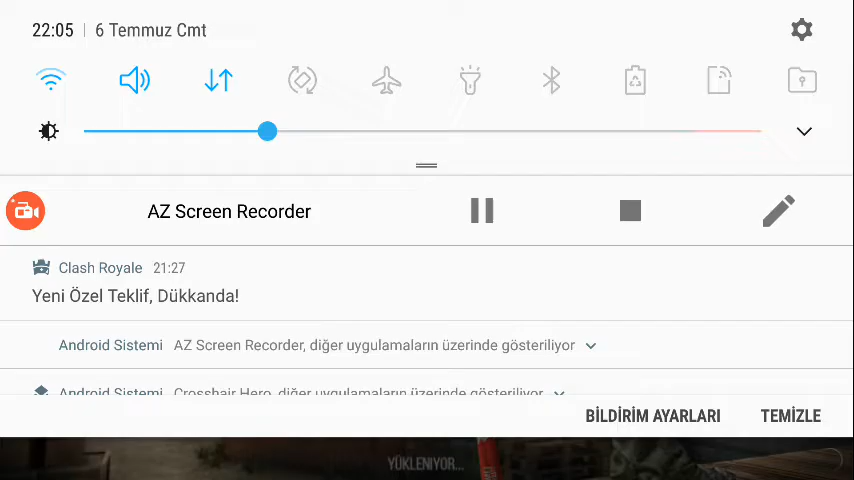 22:05 | 6 Temmuz Cmt
AZ Screen Recorder
Clash Royale 21:27
Yeni Özel Teklif, Dükkanda!
Android Sistemi AZ Screen Recorder, diğer uygulamaların üzerinde gösteriliyor
Android Sistemi Crosshair Hero, diğer uygulamaların üzerinde gösteriliyor
BİLDİRİM AYARLARI TEMİZLE
YÜKLENİYOR...